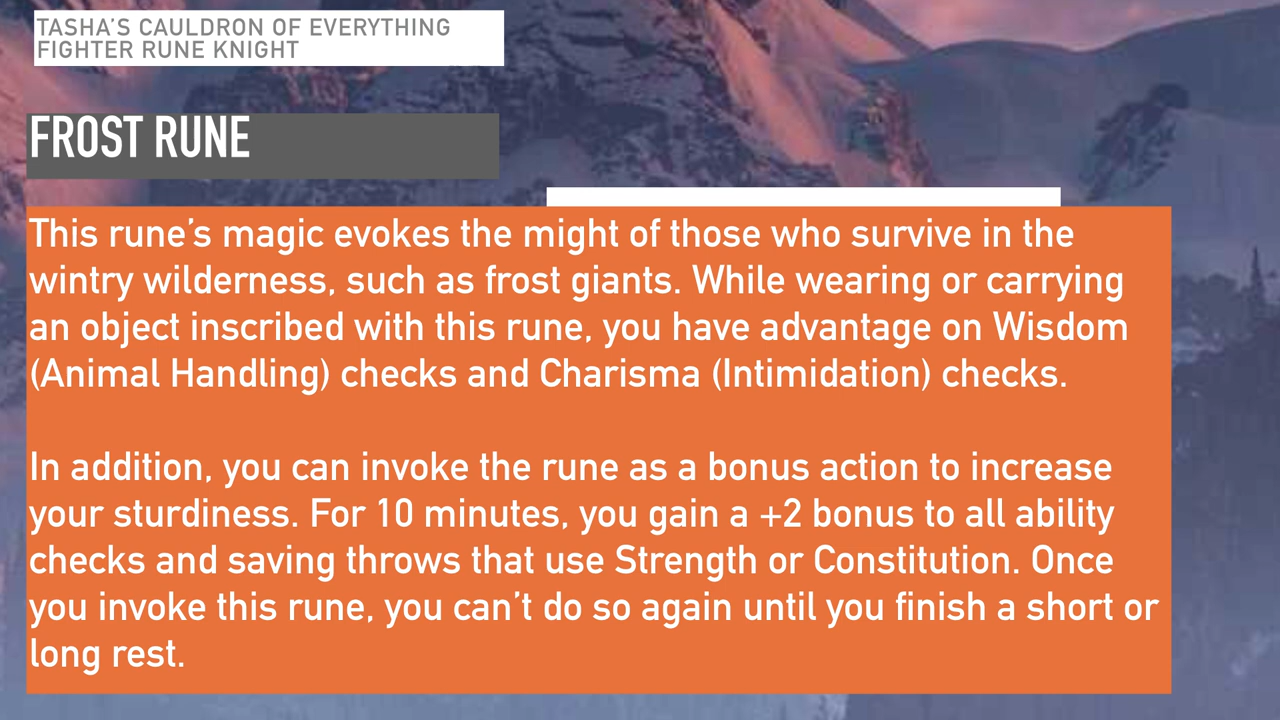 TASHA'S CAULDRON OF EVERYTHING
FIGHTER RUNE KNIGHT
FROST RUNE
This rune's magic evokes the might of those who survive in the
wintry wilderness, such as frost giants. While wearing or carrying
an object inscribed with this rune, you have advantage on Wisdom
(Animal Handling) checks and Charisma (Intimidation) checks.
In addition, you can invoke the rune as a bonus action to increase
your sturdiness. For 10 minutes, you gain a +2 bonus to all ability
checks and saving throws that use Strength or Constitution. Once
you invoke this rune, you can't do so again until you finish a short or
long rest.